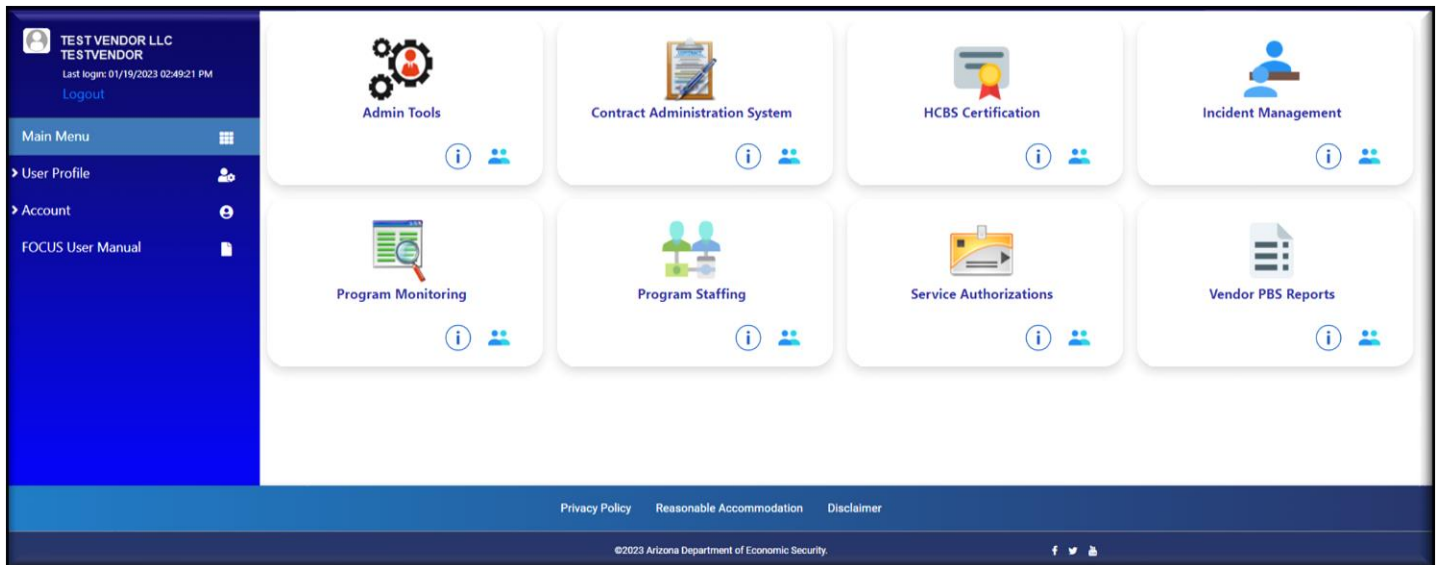 TEST VENDOR LLC
TESTVENDOR
Last login: 01/19/2023 02:49:21 PM
Logout
Main Menu
User Profile
Account
FOCUS User Manual
Admin Tools
Contract Administration System
HCBS Certification
Incident Management
Program Monitoring
Program Staffing
Service Authorizations
Vendor PBS Reports
Privacy Policy Reasonable Accommodation Disclaimer
©2023 Arizona Department of Economic Security.